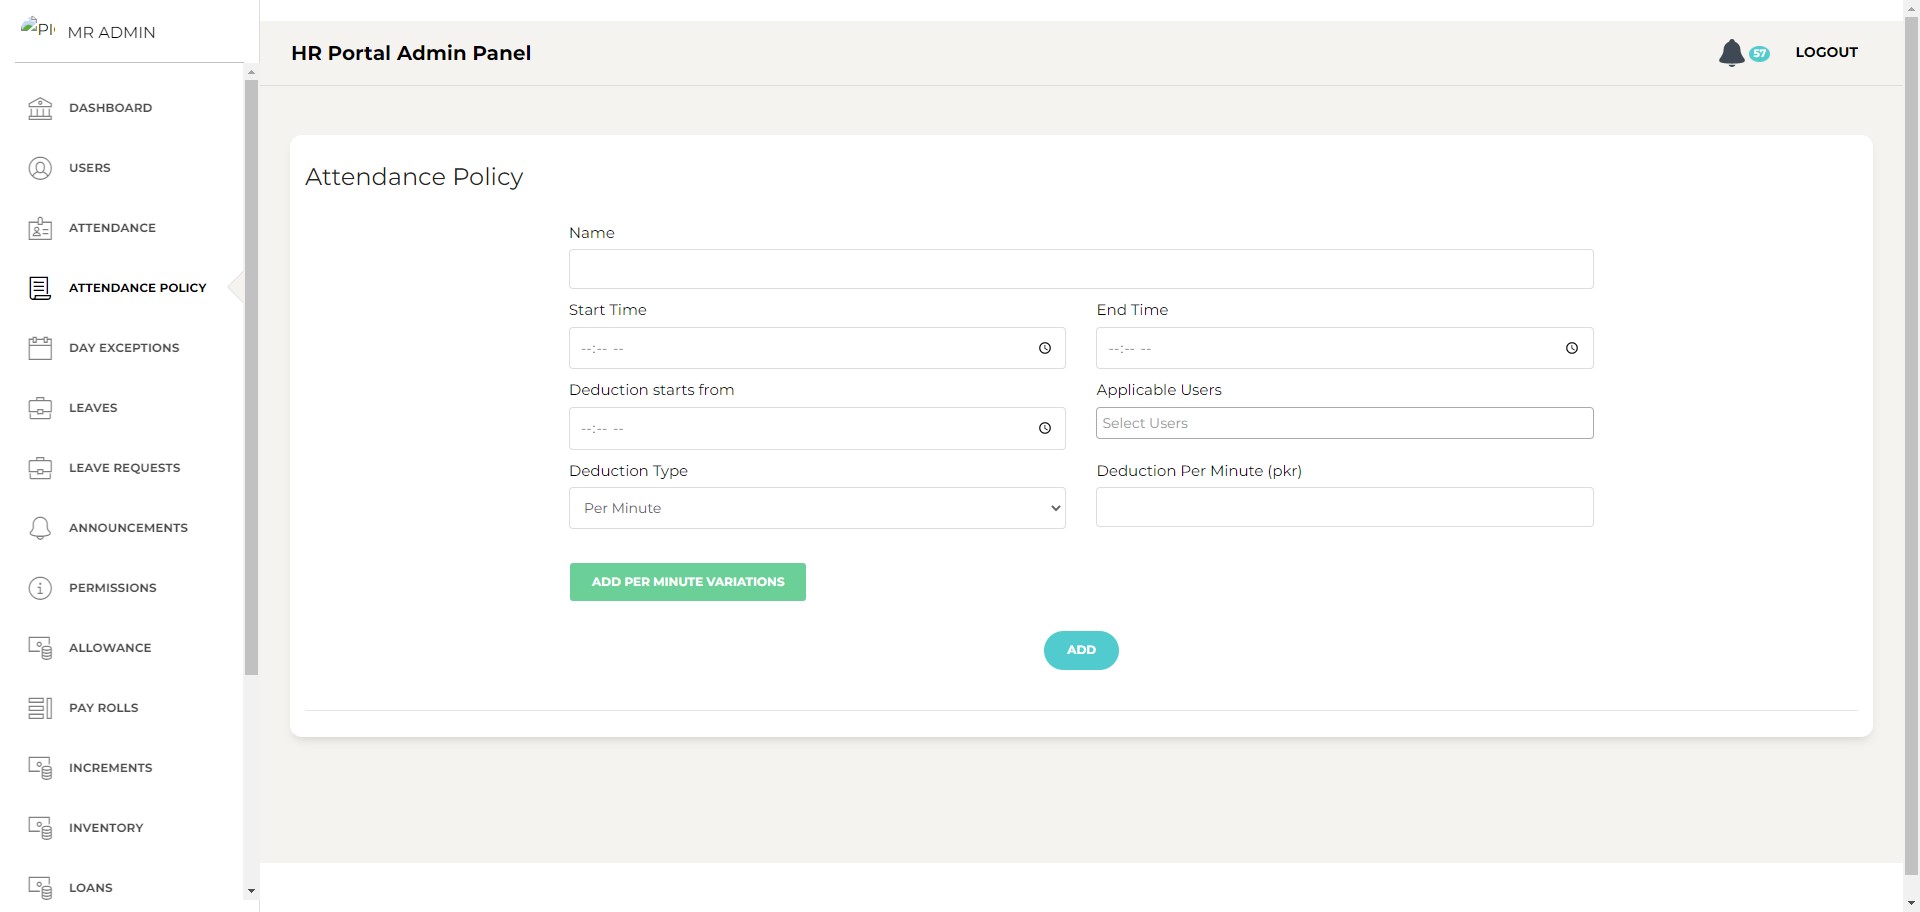 MR ADMIN
DASHBOARD
USERS
ATTENDANCE
ATTENDANCE POLICY
DAY EXCEPTIONS
LEAVES
LEAVE REQUESTS
ANNOUNCEMENTS
PERMISSIONS
ALLOWANCE
PAY ROLLS
INCREMENTS
INVENTORY
LOANS
HR Portal Admin Panel
57
LOGOUT
Attendance Policy
Name
Start Time
End Time
--:-- --
--:-- --
Deduction starts from
Applicable Users
--:-- --
Select Users
Deduction Type
Deduction Per Minute (pkr)
Per Minute
ADD PER MINUTE VARIATIONS
ADD